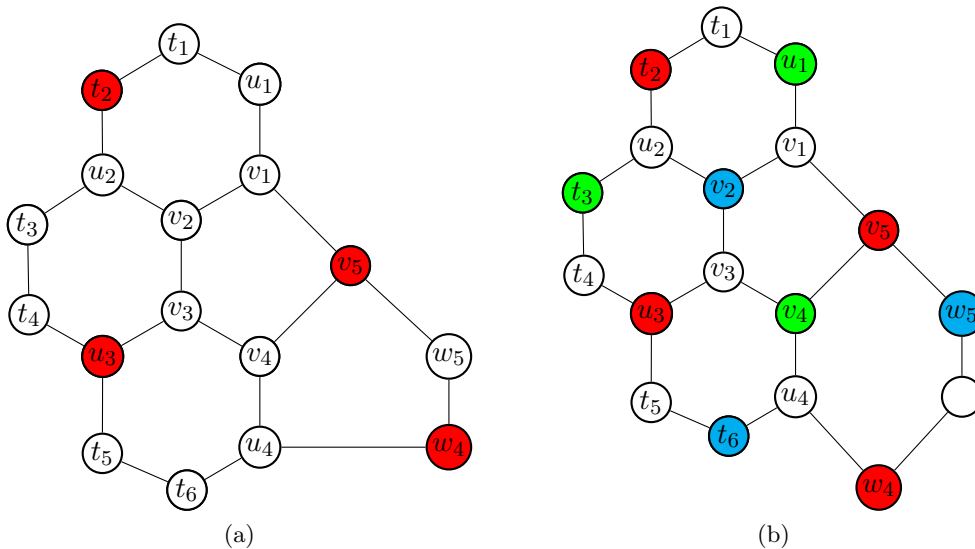 t₁
u₁
t₂
u₂
v₁
t₃
v₂
v₅
t₄
v₃
u₃
v₄
w₅
t₅
u₄
w₄
t₆
(a)
t₁
t₂
u₁
u₂
v₁
t₃
v₂
v₅
t₄
v₃
u₃
v₄
w₅
t₅
u₄
t₆
w₄
(b)